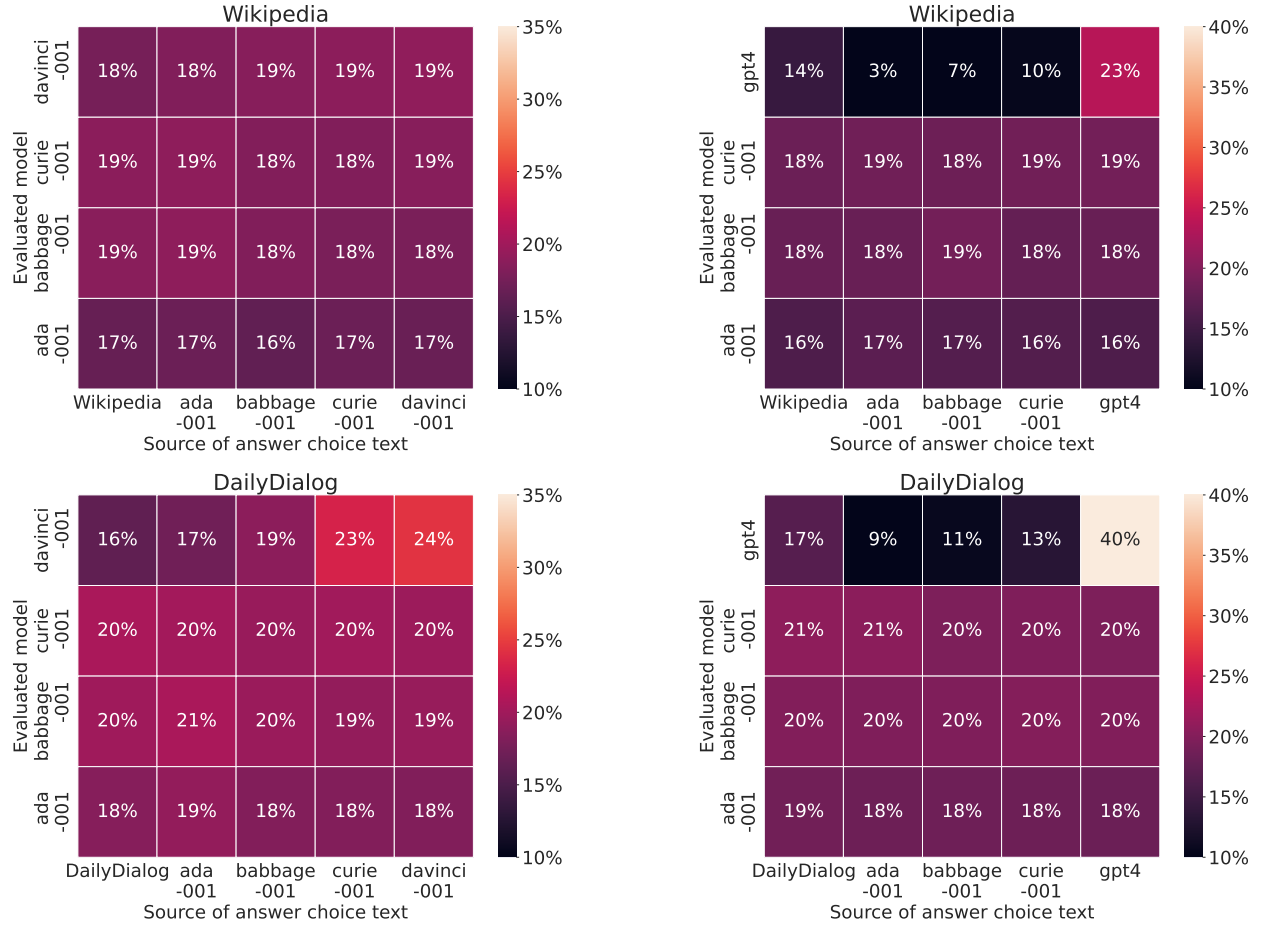 Wikipedia
Evaluated model
davinci
-001
18% 18% 19% 19% 19%
curie
-001
19% 19% 18% 18% 19%
babbage
-001
19% 19% 18% 18% 18%
ada
-001
17% 17% 16% 17% 17%
Wikipedia ada babbage curie davinci
-001 -001 -001 -001
Source of answer choice text
35%
30%
25%
20%
15%
10%
Wikipedia
Evaluated model
gpt4
14% 3% 7% 10% 23%
curie
-001
18% 19% 18% 19% 19%
babbage
-001
18% 18% 19% 18% 18%
ada
-001
16% 17% 17% 16% 16%
Wikipedia ada babbage curie gpt4
-001 -001 -001
Source of answer choice text
40%
35%
30%
25%
20%
15%
10%
DailyDialog
Evaluated model
davinci
-001
16% 17% 19% 23% 24%
curie
-001
20% 20% 20% 20% 20%
babbage
-001
20% 21% 20% 19% 19%
ada
-001
18% 19% 18% 18% 18%
DailyDialog ada babbage curie davinci
-001 -001 -001 -001
Source of answer choice text
35%
30%
25%
20%
15%
10%
DailyDialog
Evaluated model
gpt4
17% 9% 11% 13% 40%
curie
-001
21% 21% 20% 20% 20%
babbage
-001
20% 20% 20% 20% 20%
ada
-001
19% 18% 18% 18% 18%
DailyDialog ada babbage curie gpt4
-001 -001 -001
Source of answer choice text
40%
35%
30%
25%
20%
15%
10%